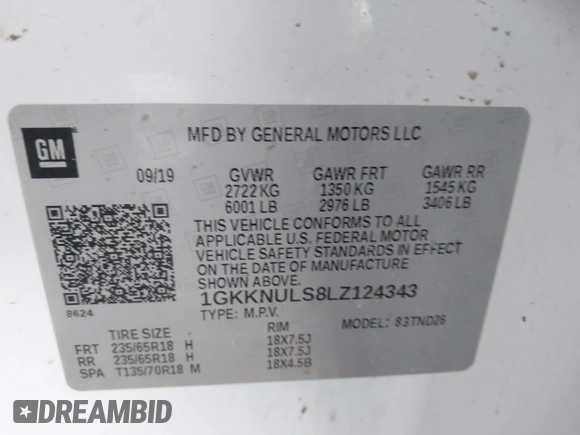 GM
MFD BY GENERAL MOTORS LLC
09/19 GVWR GAWR FRT GAWR RR
2722 KG 1350 KG 1545 KG
6001 LB 2976 LB 3406 LB
THIS VEHICLE CONFORMS TO ALL
APPLICABLE U.S. FEDERAL MOTOR
VEHICLE STANDARDS IN EFFECT
ON THE DATE OF MANUFACTURE
SHOWN ABOVE.
1GKKNULS8LZ124343
8624 TYPE: M.P.V. MODEL: 83TND26
TIRE SIZE RIM
FRT 235/65R18 H 18X7.5J
RR 235/65R18 H 18X7.5J
SPA T135/70R18 M 18X4.5B
DREAMBID